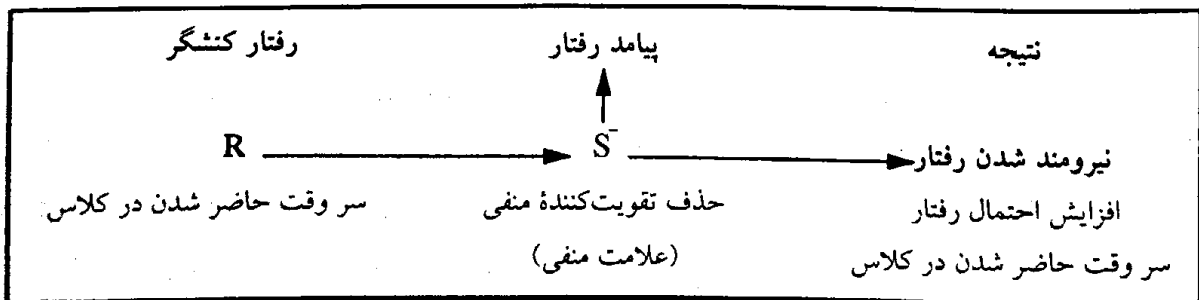 رفتار کنشگر پیامد رفتار نتیجه
R S⁻ نیرومند شدن رفتار
سر وقت حاضر شدن در کلاس حذف تقویت‌کنندهٔ منفی افزایش احتمال رفتار
(علامت منفی) سر وقت حاضر شدن در کلاس